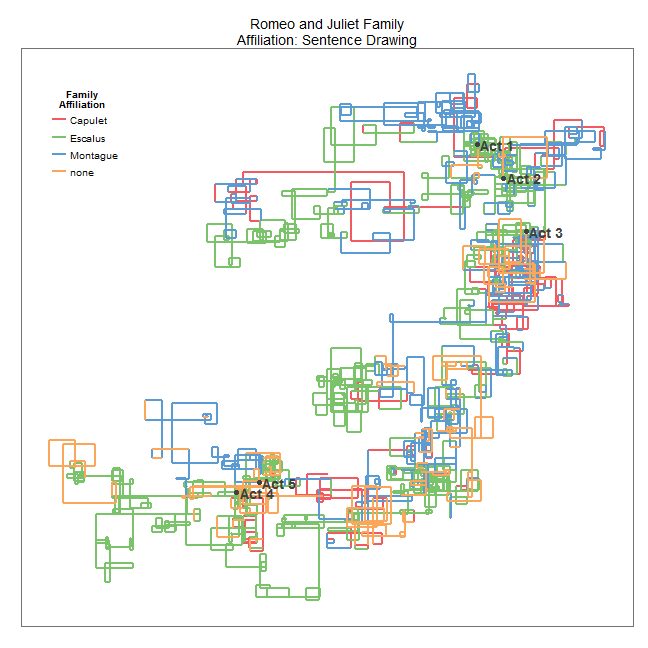 Romeo and Juliet Family
Affiliation: Sentence Drawing
Family
Affiliation
Capulet
Escalus
Montague
none
Act 1
Act 2
Act 3
Act 5
Act 4